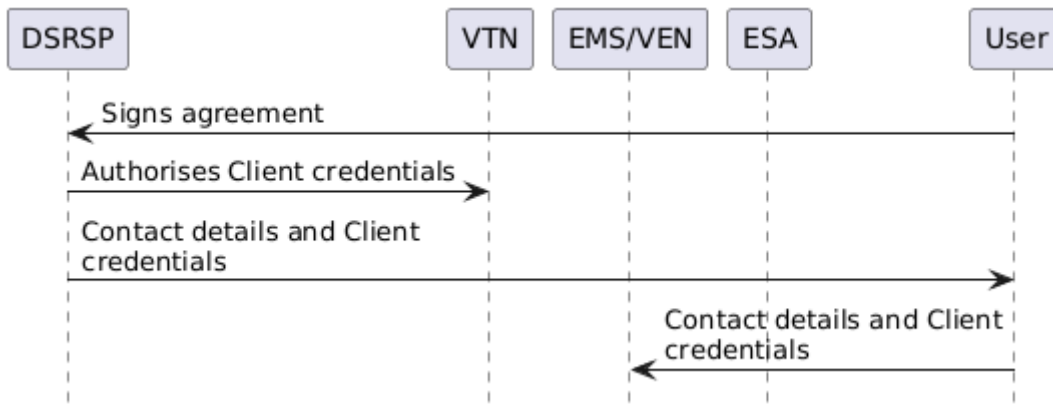 DSRSP
VTN
EMS/VEN
ESA
User
Signs agreement
Authorises Client credentials
Contact details and Client
credentials
Contact details and Client
credentials